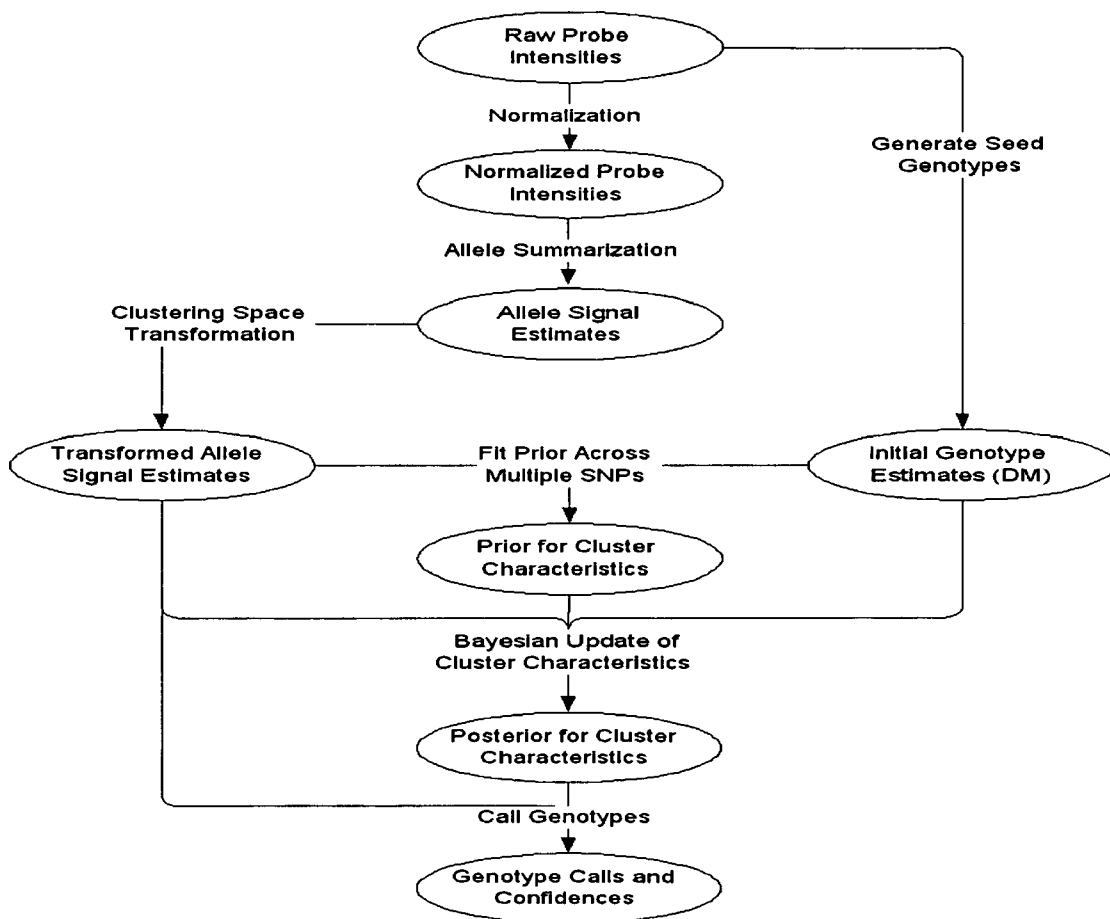 Raw Probe
Intensities
Normalization
Generate Seed
Genotypes
Normalized Probe
Intensities
Allele Summarization
Clustering Space
Transformation
Allele Signal
Estimates
Transformed Allele
Signal Estimates
Fit Prior Across
Multiple SNPs
Initial Genotype
Estimates (DM)
Prior for Cluster
Characteristics
Bayesian Update of
Cluster Characteristics
Posterior for Cluster
Characteristics
Call Genotypes
Genotype Calls and
Confidences